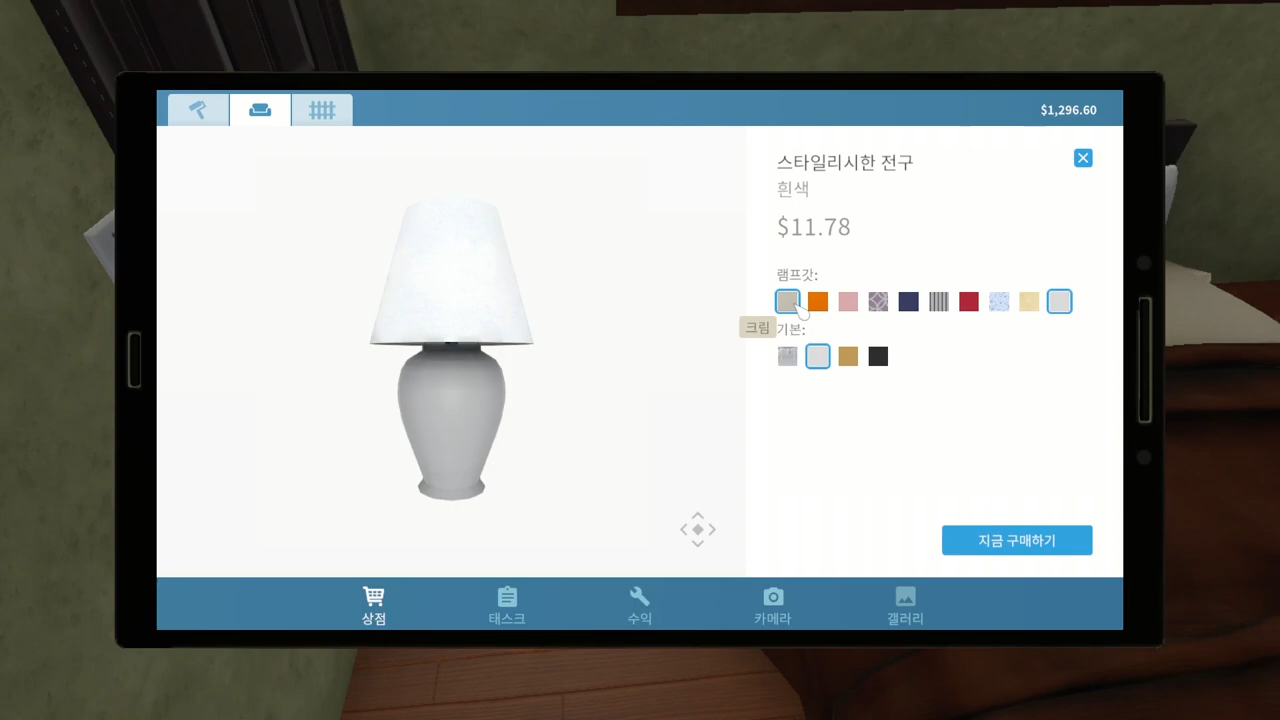 $1,296.60
스타일리시한 전구
흰색
$11.78
램프갓:
크림
기본:
지금 구매하기
상점
태스크
수익
카메라
갤러리